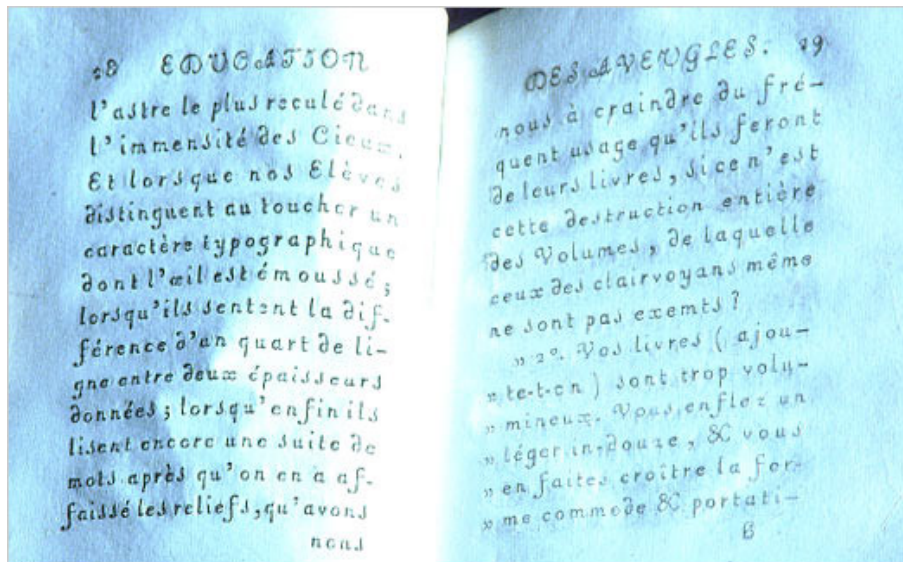 28 EDUCATION
l'astre le plus reculé dans
l'immensité des Cieux.
Et lorsque nos Elèves
distinguent au toucher un
caractère typographique
dont l'œil est émoussé ;
lorsqu'ils sentent la dif-
férence d'un quart de li-
gne entre deux épaisseurs
données ; lorsqu'enfin ils
lisent encore une suite de
mots après qu'on en a af-
faissé les reliefs, qu'avons
nous
DES AVEUGLES. 29
nous à craindre du fré-
quent usage qu'ils feront
de leurs livres, si ce n'est
cette destruction entière
des Volumes, de laquelle
ceux des clairvoyans même
ne sont pas exemts ?
» 2°. Vos livres ( ajou-
» te-t-on ) sont trop volu-
» mineux. Vous enflez un
» léger in-douze, & vous
» en faites croître la for-
» me commode & portati-
B